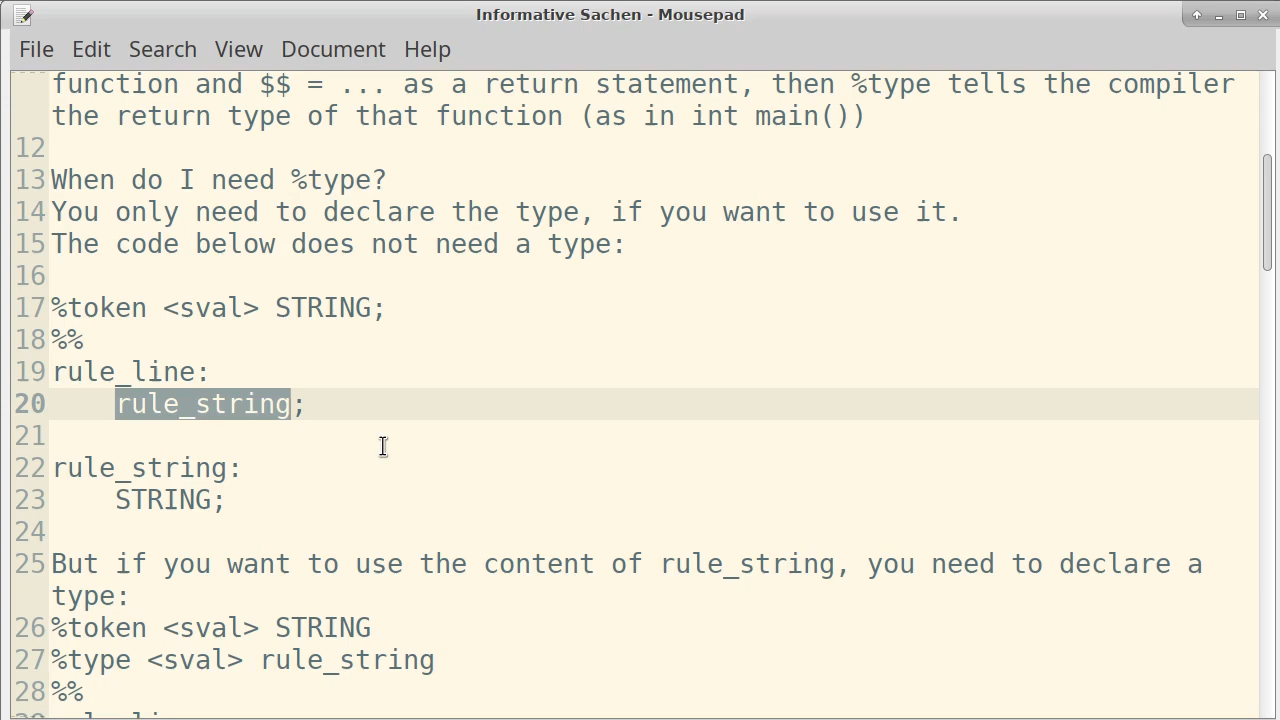 Informative Sachen - Mousepad
File Edit Search View Document Help
function and $$ = ... as a return statement, then %type tells the compiler
the return type of that function (as in int main())
12
13 When do I need %type?
14 You only need to declare the type, if you want to use it.
15 The code below does not need a type:
16
17 %token <sval> STRING;
18 %%
19 rule_line:
20     rule_string;
21
22 rule_string:
23     STRING;
24
25 But if you want to use the content of rule_string, you need to declare a
type:
26 %token <sval> STRING
27 %type <sval> rule_string
28 %%